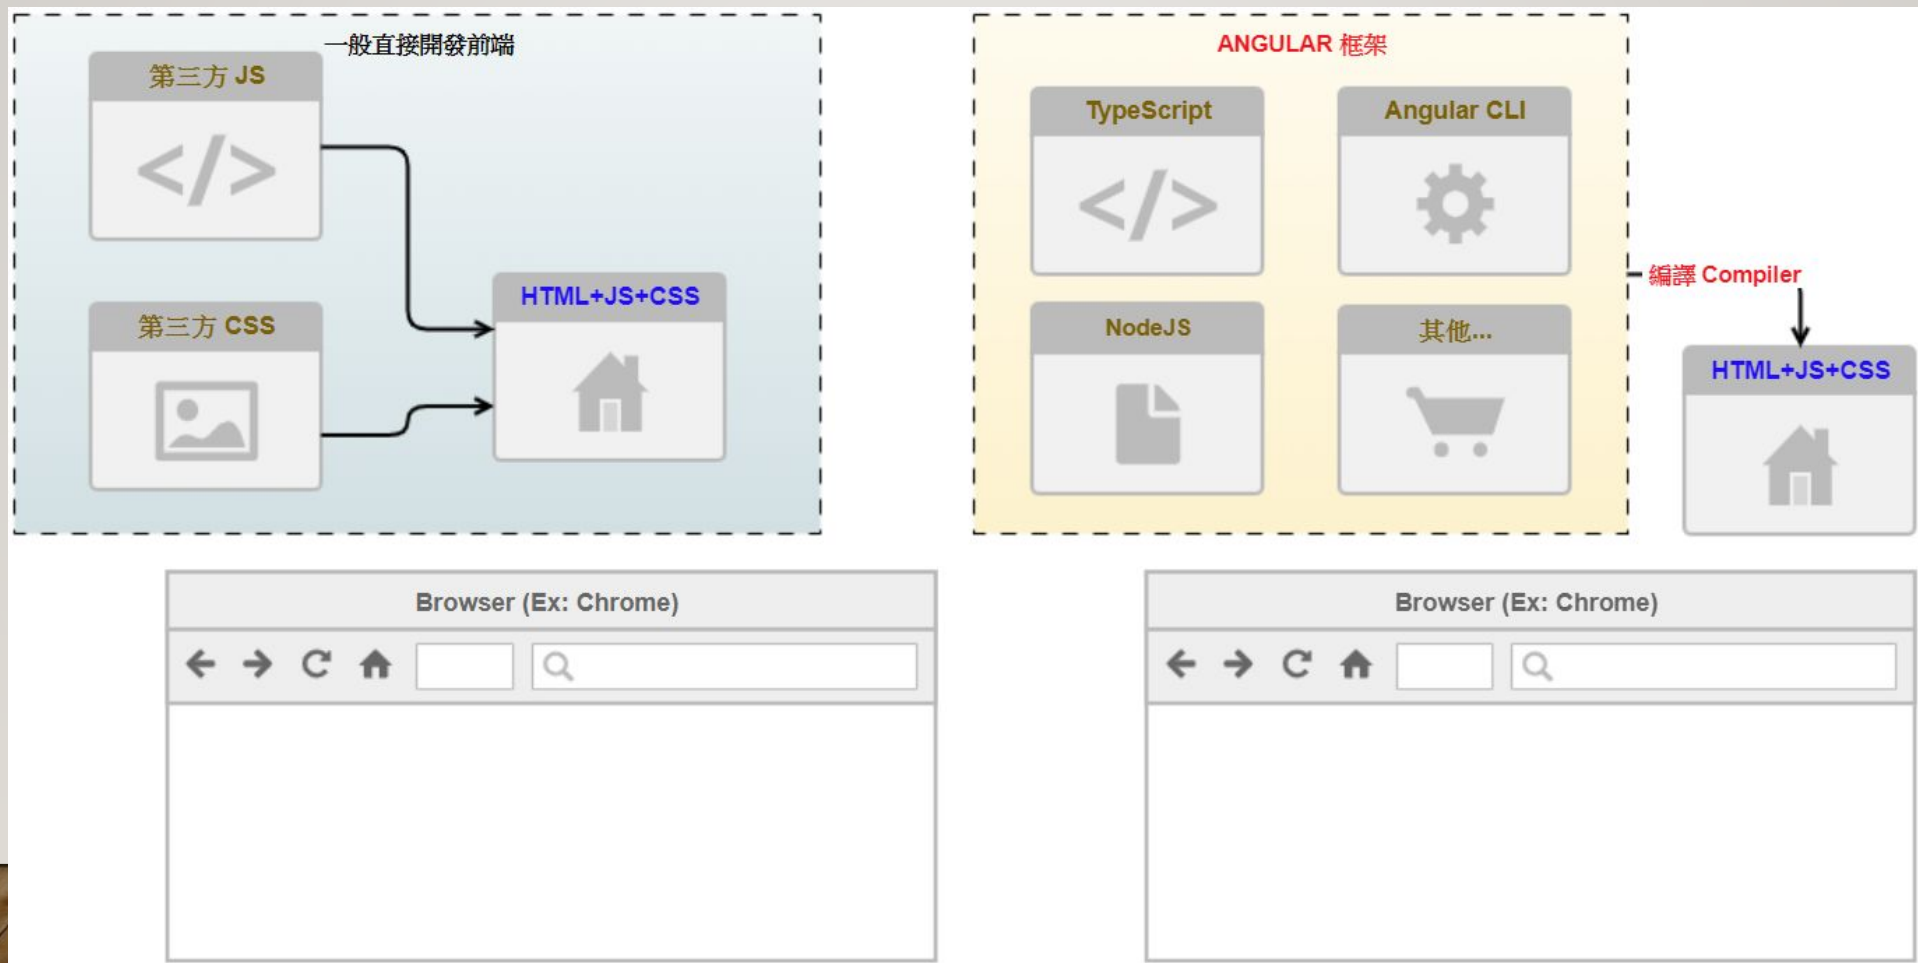 一般直接開發前端
第三方 JS
第三方 CSS
HTML+JS+CSS
ANGULAR 框架
TypeScript
Angular CLI
NodeJS
其他...
編譯 Compiler
HTML+JS+CSS
Browser (Ex: Chrome)
Browser (Ex: Chrome)